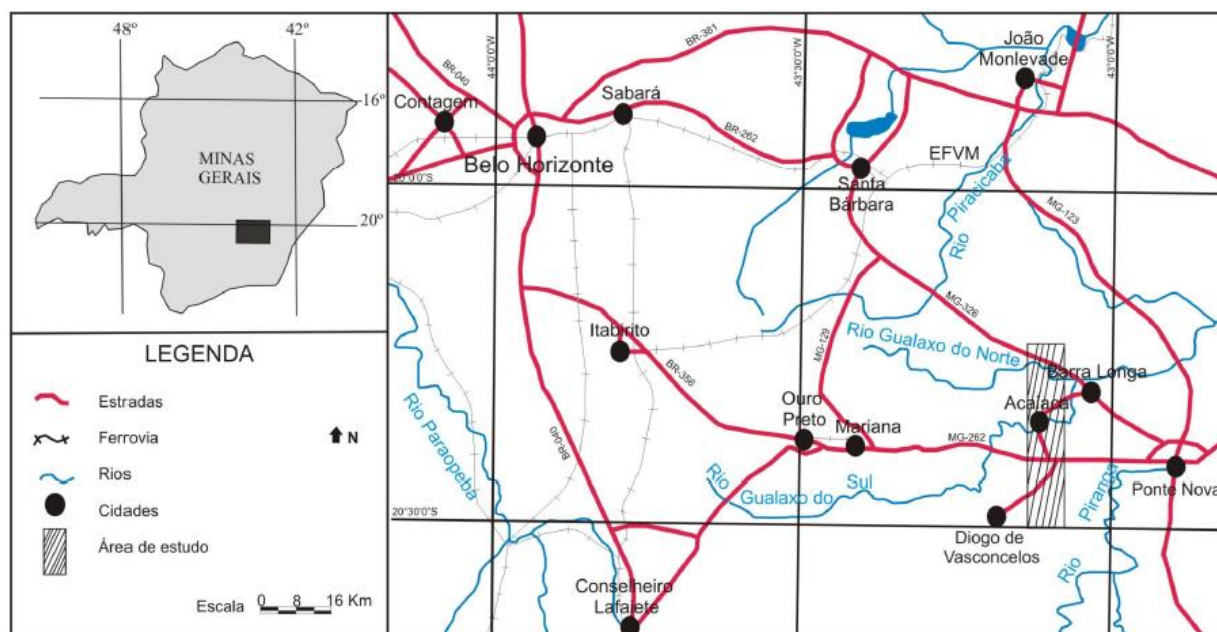 48º
42º
16º
20º
MINAS
GERAIS
LEGENDA
Estradas
Ferrovia
N
Rios
Cidades
Área de estudo
Escala
0 8 16 Km
44°0'0"W
43°30'0"W
43°0'0"W
20°0'0"S
20°30'0"S
BR-040
BR-381
João
Monlevade
Contagem
Sabará
BR-262
Belo Horizonte
EFVM
Santa
Bárbara
Rio
Piracicaba
MG-123
MG-326
Itabirito
MG-129
Rio Gualaxo do Norte
BR-356
Barra Longa
Acaiaca
Rio Paraopeba
BR-040
Ouro
Preto
Mariana
MG-262
Rio
Gualaxo do
Sul
Ponte Nova
Rio
Piranga
Diogo de
Vasconcelos
Conselheiro
Lafaiete